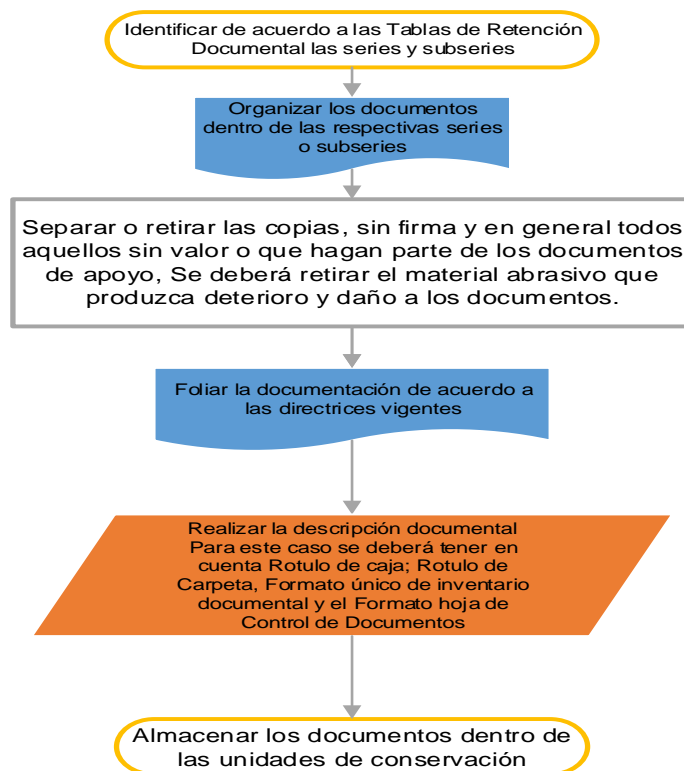 Identificar de acuerdo a las Tablas de Retención
Documental las series y subseries
Organizar los documentos
dentro de las respectivas series
o subseries
Separar o retirar las copias, sin firma y en general todos
aquellos sin valor o que hagan parte de los documentos
de apoyo, Se deberá retirar el material abrasivo que
produzca deterioro y daño a los documentos.
Foliar la documentación de acuerdo a
las directrices vigentes
Realizar la descripción documental
Para este caso se deberá tener en
cuenta Rotulo de caja; Rotulo de
Carpeta, Formato único de inventario
documental y el Formato hoja de
Control de Documentos
Almacenar los documentos dentro de
las unidades de conservación